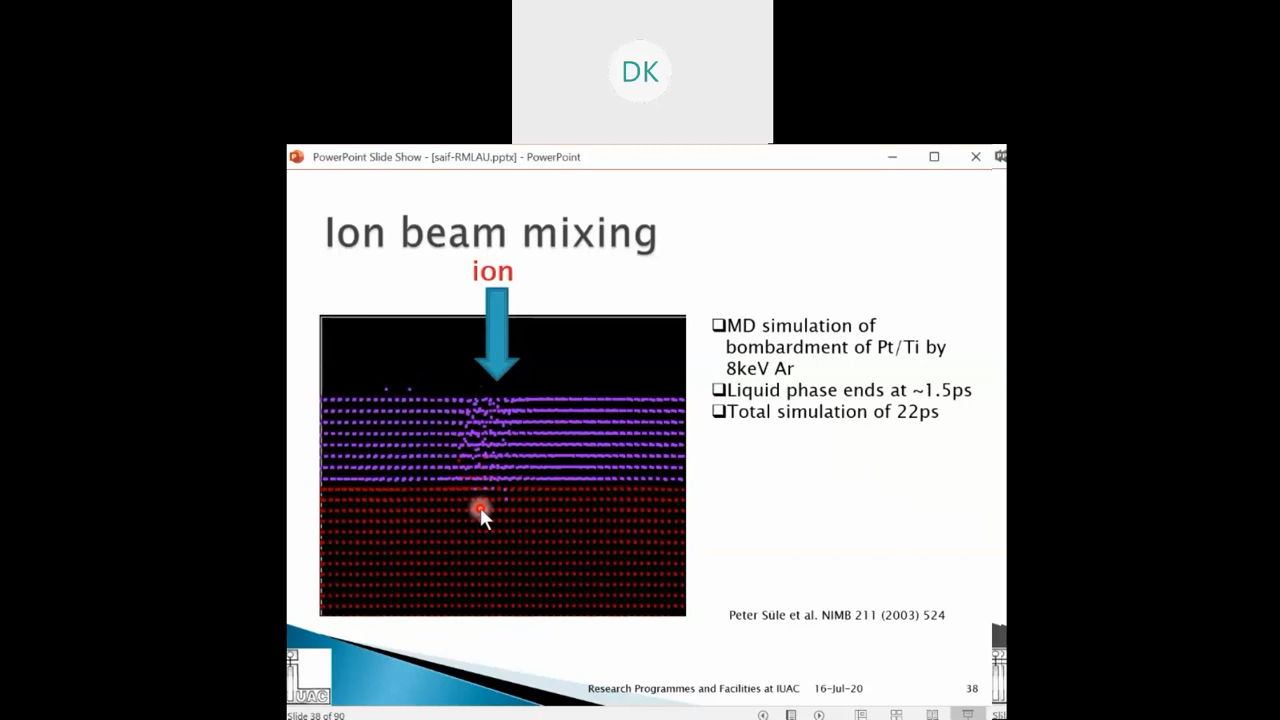 DK
PowerPoint Slide Show - [saif-RMLAU.pptx] - PowerPoint
Ion beam mixing
ion
❑MD simulation of
bombardment of Pt/Ti by
8keV Ar
❑Liquid phase ends at ~1.5ps
❑Total simulation of 22ps
Peter Süle et al. NIMB 211 (2003) 524
IUAC
Research Programmes and Facilities at IUAC 16-Jul-20 38
Slide 38 of 90